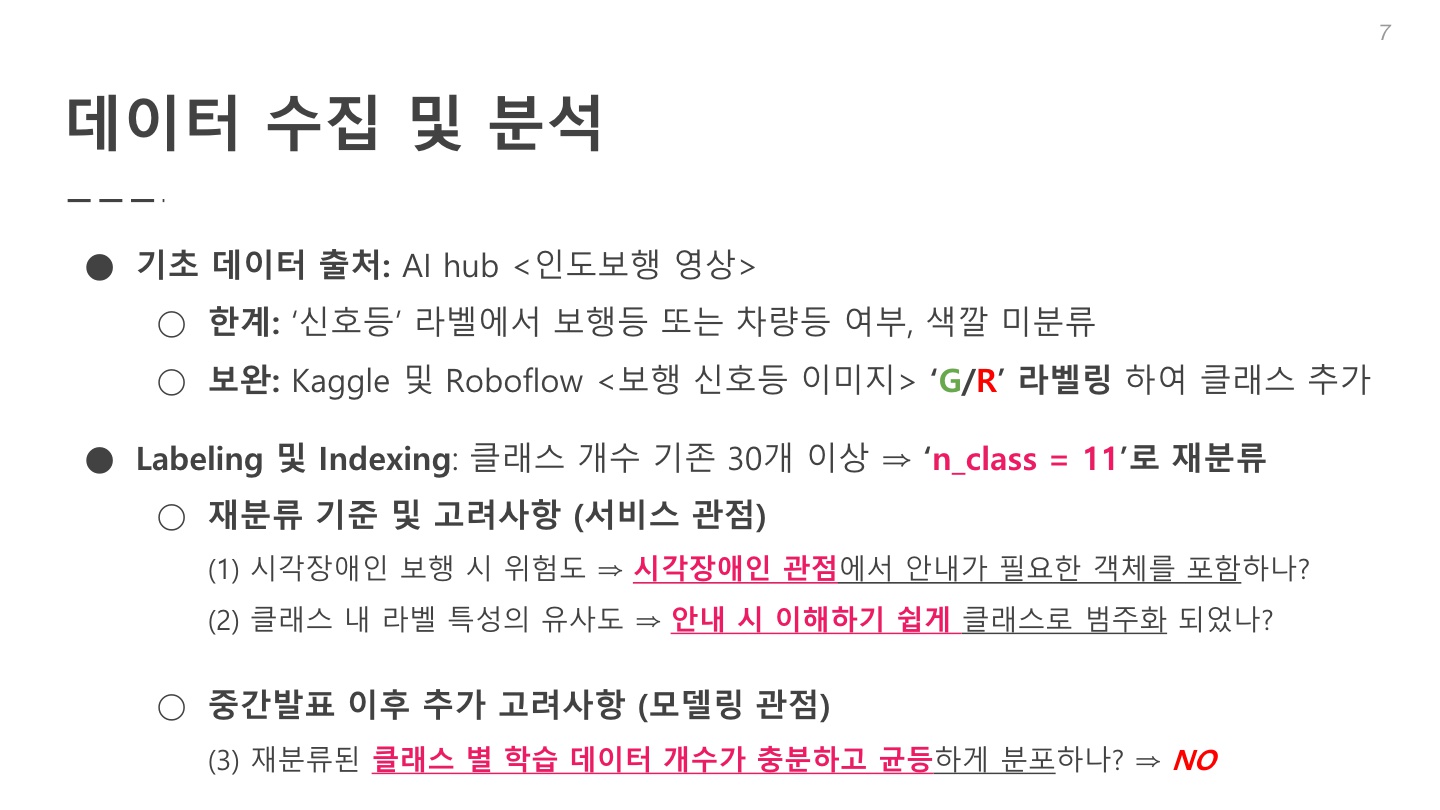 7
데이터 수집 및 분석
● 기초 데이터 출처: AI hub <인도보행 영상>
○ 한계: ‘신호등’ 라벨에서 보행등 또는 차량등 여부, 색깔 미분류
○ 보완: Kaggle 및 Roboflow <보행 신호등 이미지> ‘G/R’ 라벨링 하여 클래스 추가
● Labeling 및 Indexing: 클래스 개수 기존 30개 이상 ⇒ ‘n_class = 11’로 재분류
○ 재분류 기준 및 고려사항 (서비스 관점)
(1) 시각장애인 보행 시 위험도 ⇒ 시각장애인 관점에서 안내가 필요한 객체를 포함하나?
(2) 클래스 내 라벨 특성의 유사도 ⇒ 안내 시 이해하기 쉽게 클래스로 범주화 되었나?
○ 중간발표 이후 추가 고려사항 (모델링 관점)
(3) 재분류된 클래스 별 학습 데이터 개수가 충분하고 균등하게 분포하나? ⇒ NO